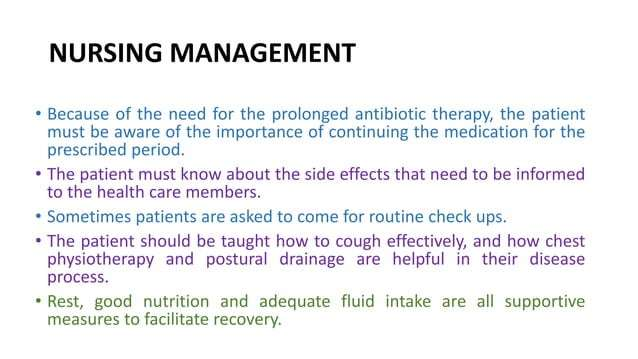 NURSING MANAGEMENT
• Because of the need for the prolonged antibiotic therapy, the patient
must be aware of the importance of continuing the medication for the
prescribed period.
• The patient must know about the side effects that need to be informed
to the health care members.
• Sometimes patients are asked to come for routine check ups.
• The patient should be taught how to cough effectively, and how chest
physiotherapy and postural drainage are helpful in their disease
process.
• Rest, good nutrition and adequate fluid intake are all supportive
measures to facilitate recovery.